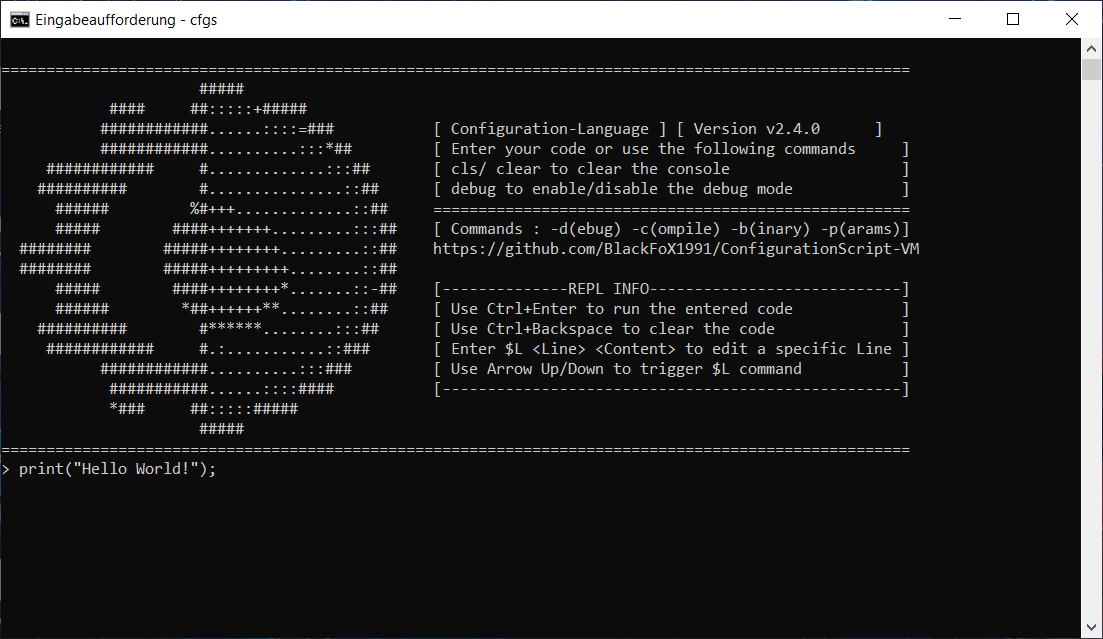 Eingabeaufforderung - cfgs
[ Configuration-Language ] [ Version v2.4.0      ]
[ Enter your code or use the following commands     ]
[ cls/ clear to clear the console                   ]
[ debug to enable/disable the debug mode            ]
[ Commands : -d(ebug) -c(ompile) -b(inary) -p(arams)]
https://github.com/BlackFoX1991/ConfigurationScript-VM
[--------------REPL INFO----------------------------]
[ Use Ctrl+Enter to run the entered code            ]
[ Use Ctrl+Backspace to clear the code              ]
[ Enter $L <Line> <Content> to edit a specific Line ]
[ Use Arrow Up/Down to trigger $L command           ]
> print("Hello World!");